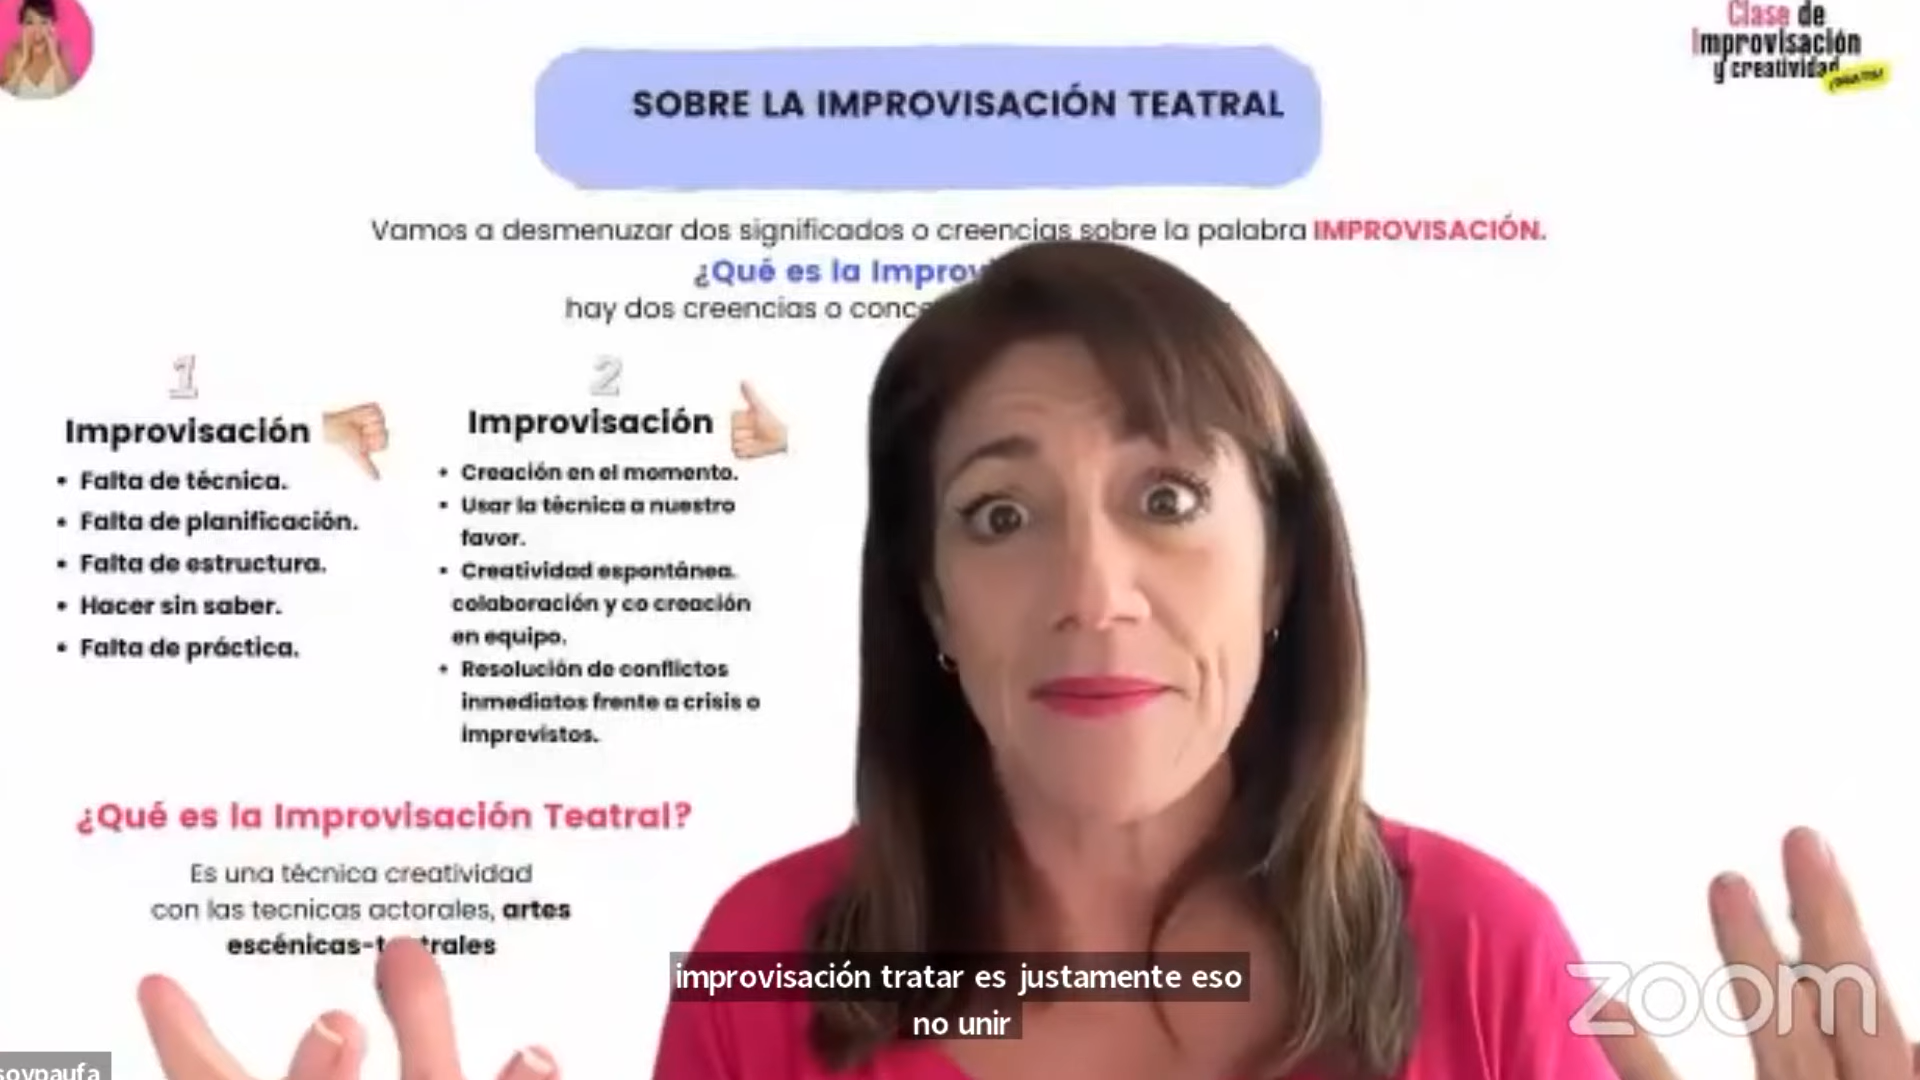 Clase de
Improvisación
y creatividad
¡GRATIS!
SOBRE LA IMPROVISACIÓN TEATRAL
Vamos a desmenuzar dos significados o creencias sobre la palabra IMPROVISACIÓN.
¿Qué es la
hay dos creencias o
1
Improvisación
• Falta de técnica.
• Falta de planificación.
• Falta de estructura.
• Hacer sin saber.
• Falta de práctica.
2
Improvisación
• Creación en el momento.
• Usar la técnica a nuestro
favor.
• Creatividad espontánea.
colaboración y co creación
en equipo.
• Resolución de conflictos
inmediatos frente a crisis o
imprevistos.
¿Qué es la Improvisación Teatral?
Es una técnica creatividad
con las tecnicas actorales, artes
escénicas-teatrales
improvisación tratar es justamente eso
no unir
zoom
soypaufa